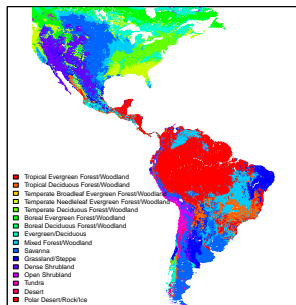 Tropical Evergreen Forest/Woodland
Tropical Deciduous Forest/Woodland
Temperate Broadleaf Evergreen Forest/Woodland
Temperate Needleleaf Evergreen Forest/Woodland
Temperate Deciduous Forest/Woodland
Boreal Evergreen Forest/Woodland
Boreal Deciduous Forest/Woodland
Evergreen/Deciduous
Mixed Forest/Woodland
Savanna
Grassland/Steppe
Dense Shrubland
Open Shrubland
Tundra
Desert
Polar Desert/Rock/Ice